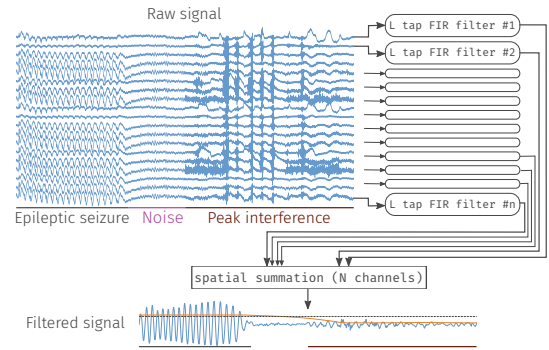 Raw signal
L tap FIR filter #1
L tap FIR filter #2
L tap FIR filter #n
Epileptic seizure Noise Peak interference
spatial summation (N channels)
Filtered signal